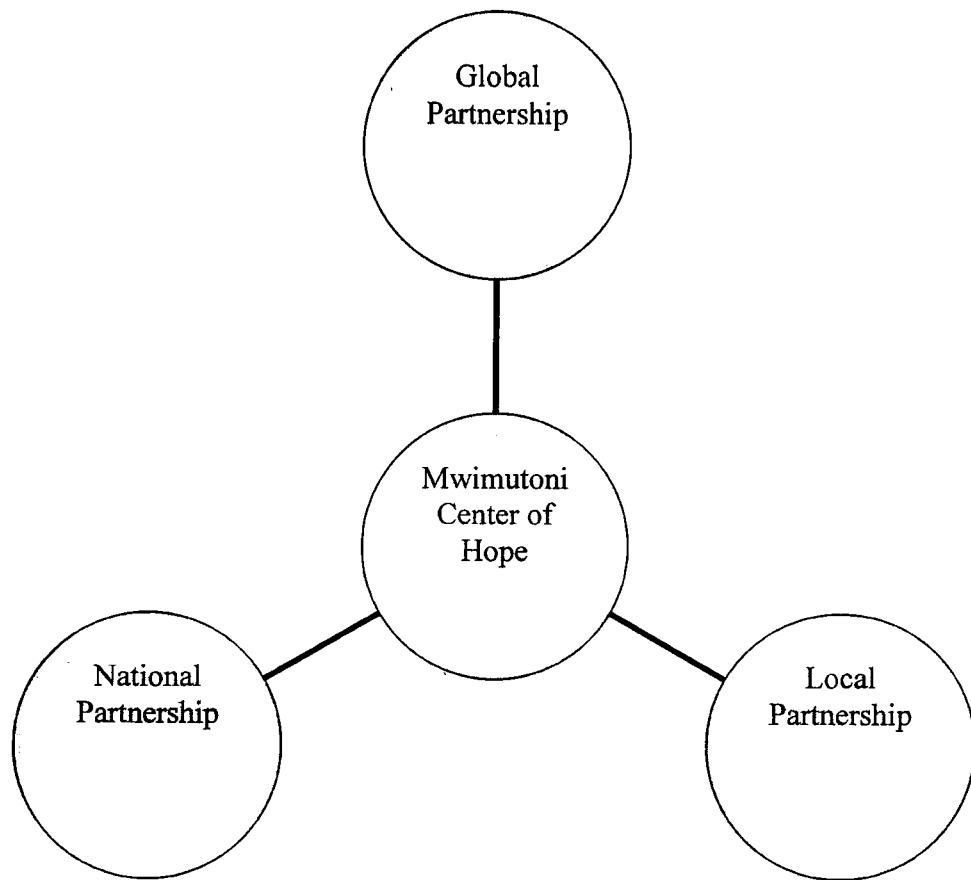 Global
Partnership
Mwimutoni
Center of
Hope
National
Partnership
Local
Partnership